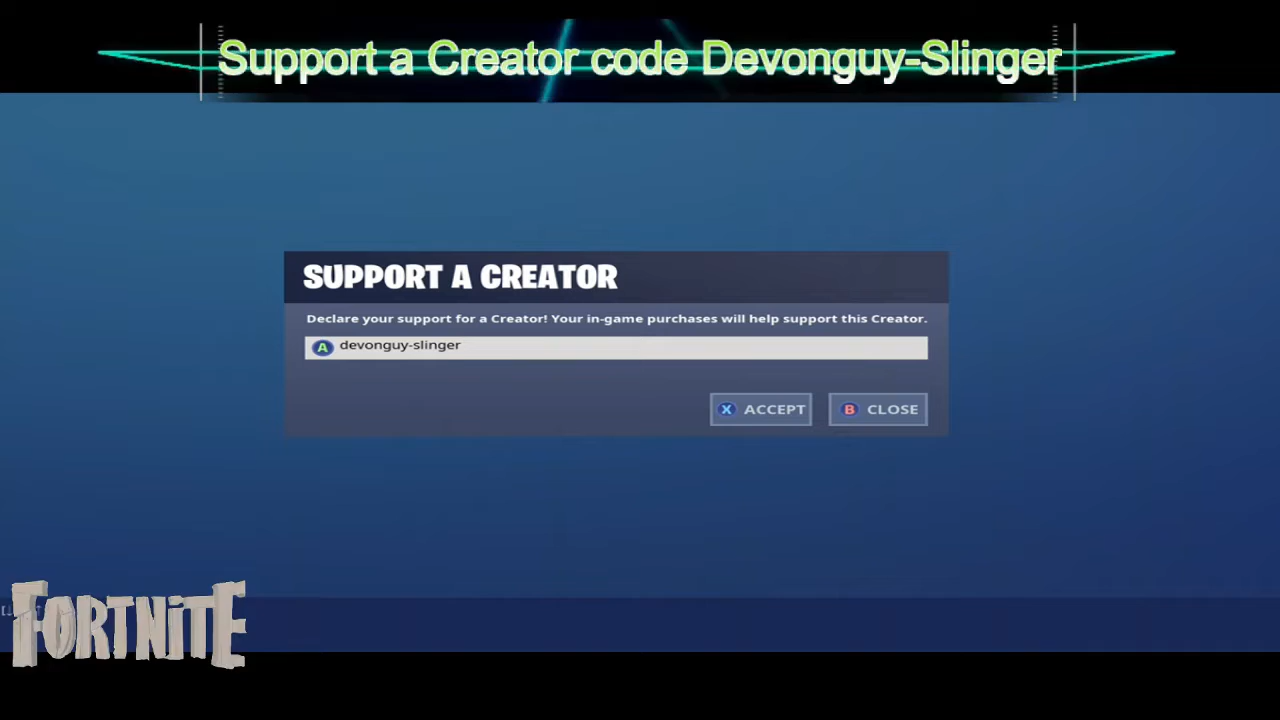 Support a Creator code Devonguy-Slinger
SUPPORT A CREATOR
Declare your support for a Creator! Your in-game purchases will help support this Creator.
A devonguy-slinger
X ACCEPT B CLOSE
FORTNiTE